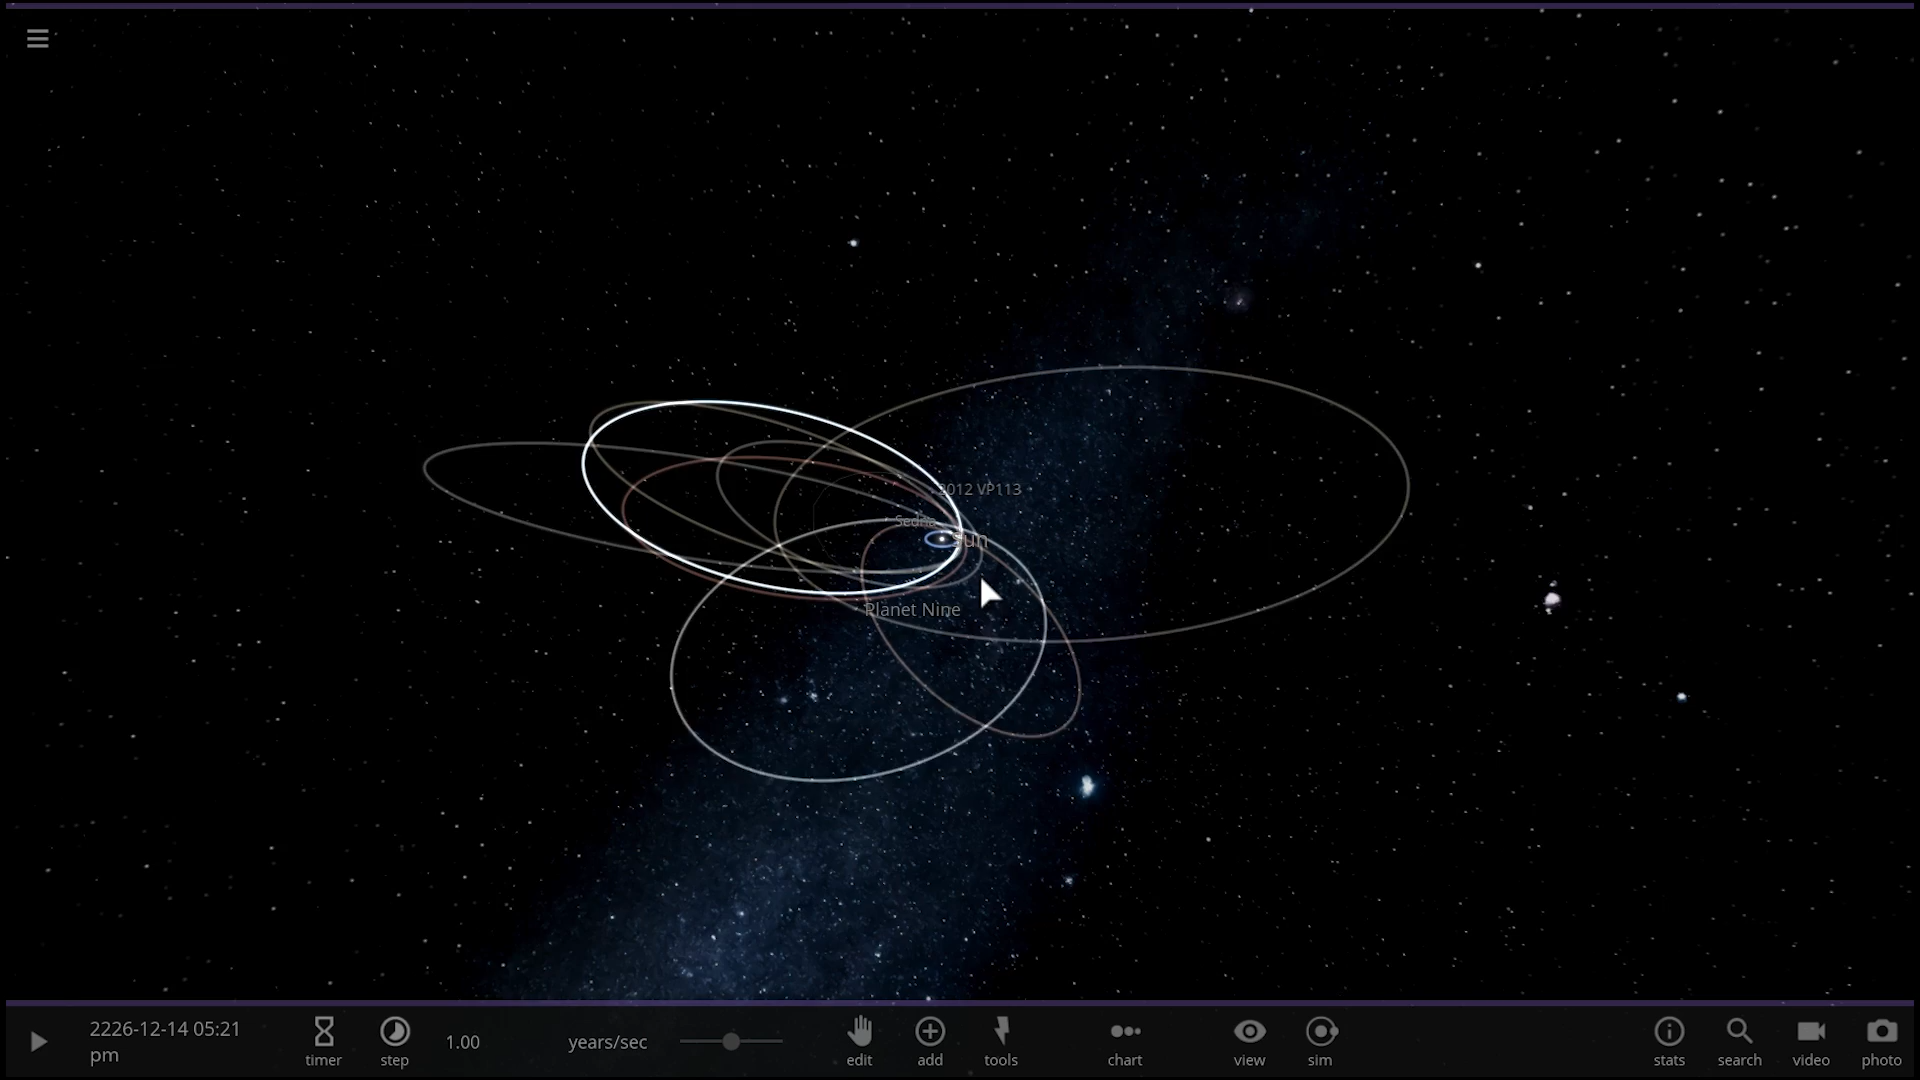 2012 VP113
Sedna
Sun
Planet Nine
2226-12-14 05:21
pm
timer
step
1.00
years/sec
edit
add
tools
chart
view
sim
stats
search
video
photo